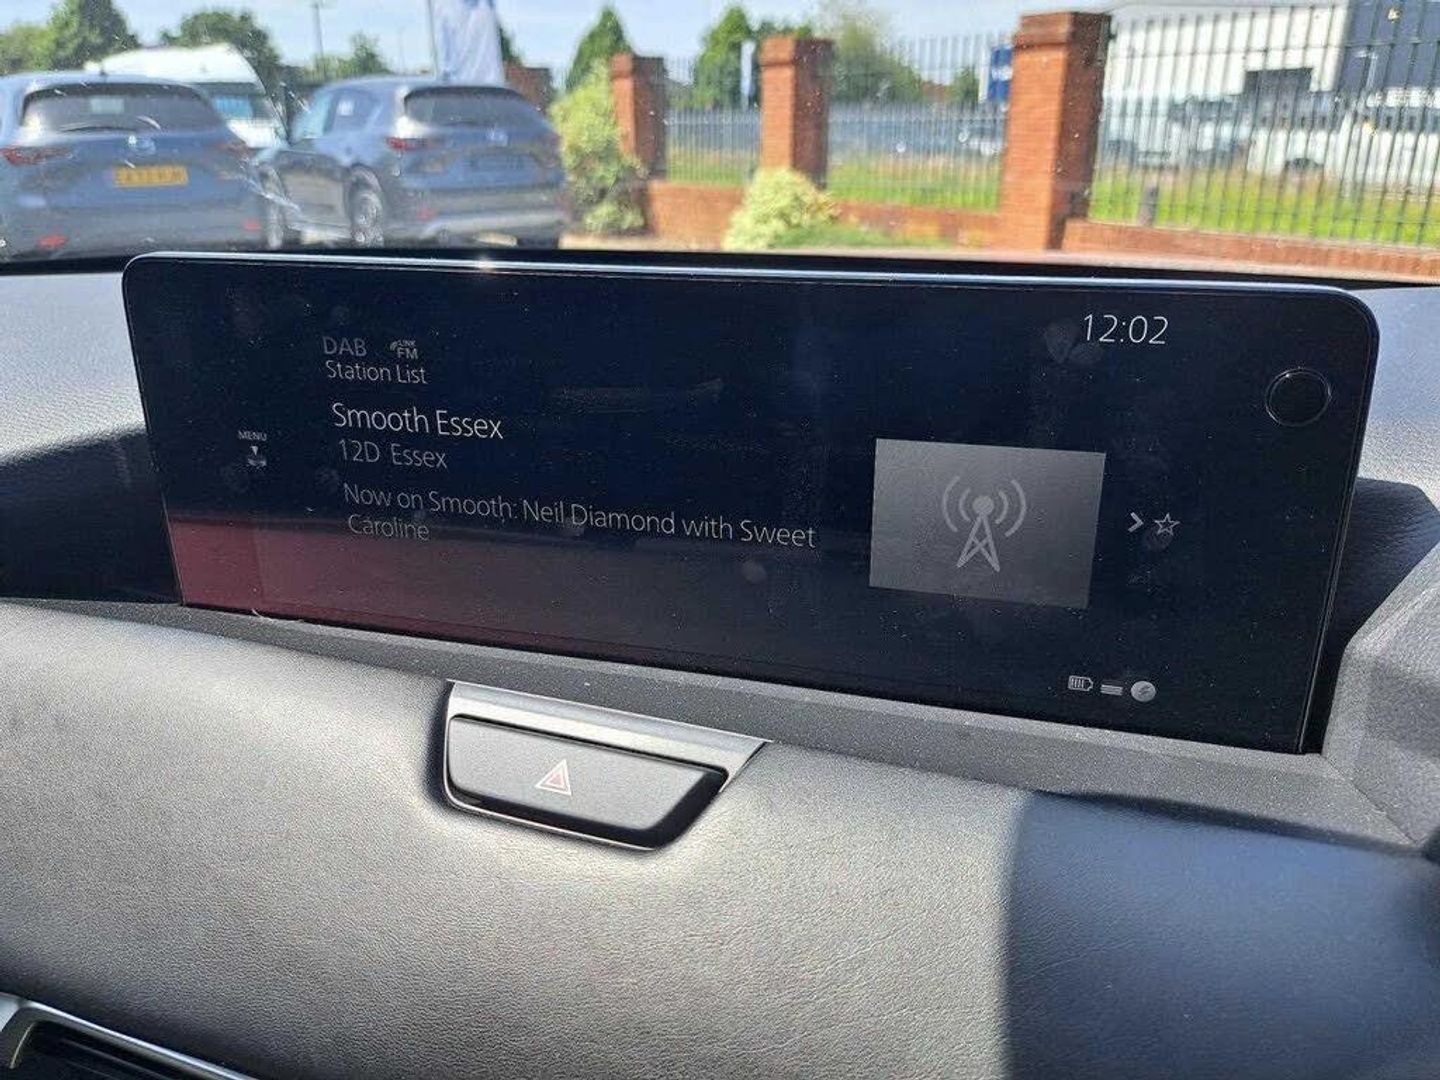 12:02
DAB LINK FM
Station List
Smooth Essex
MENU
12D Essex
Now on Smooth: Neil Diamond with Sweet
Caroline